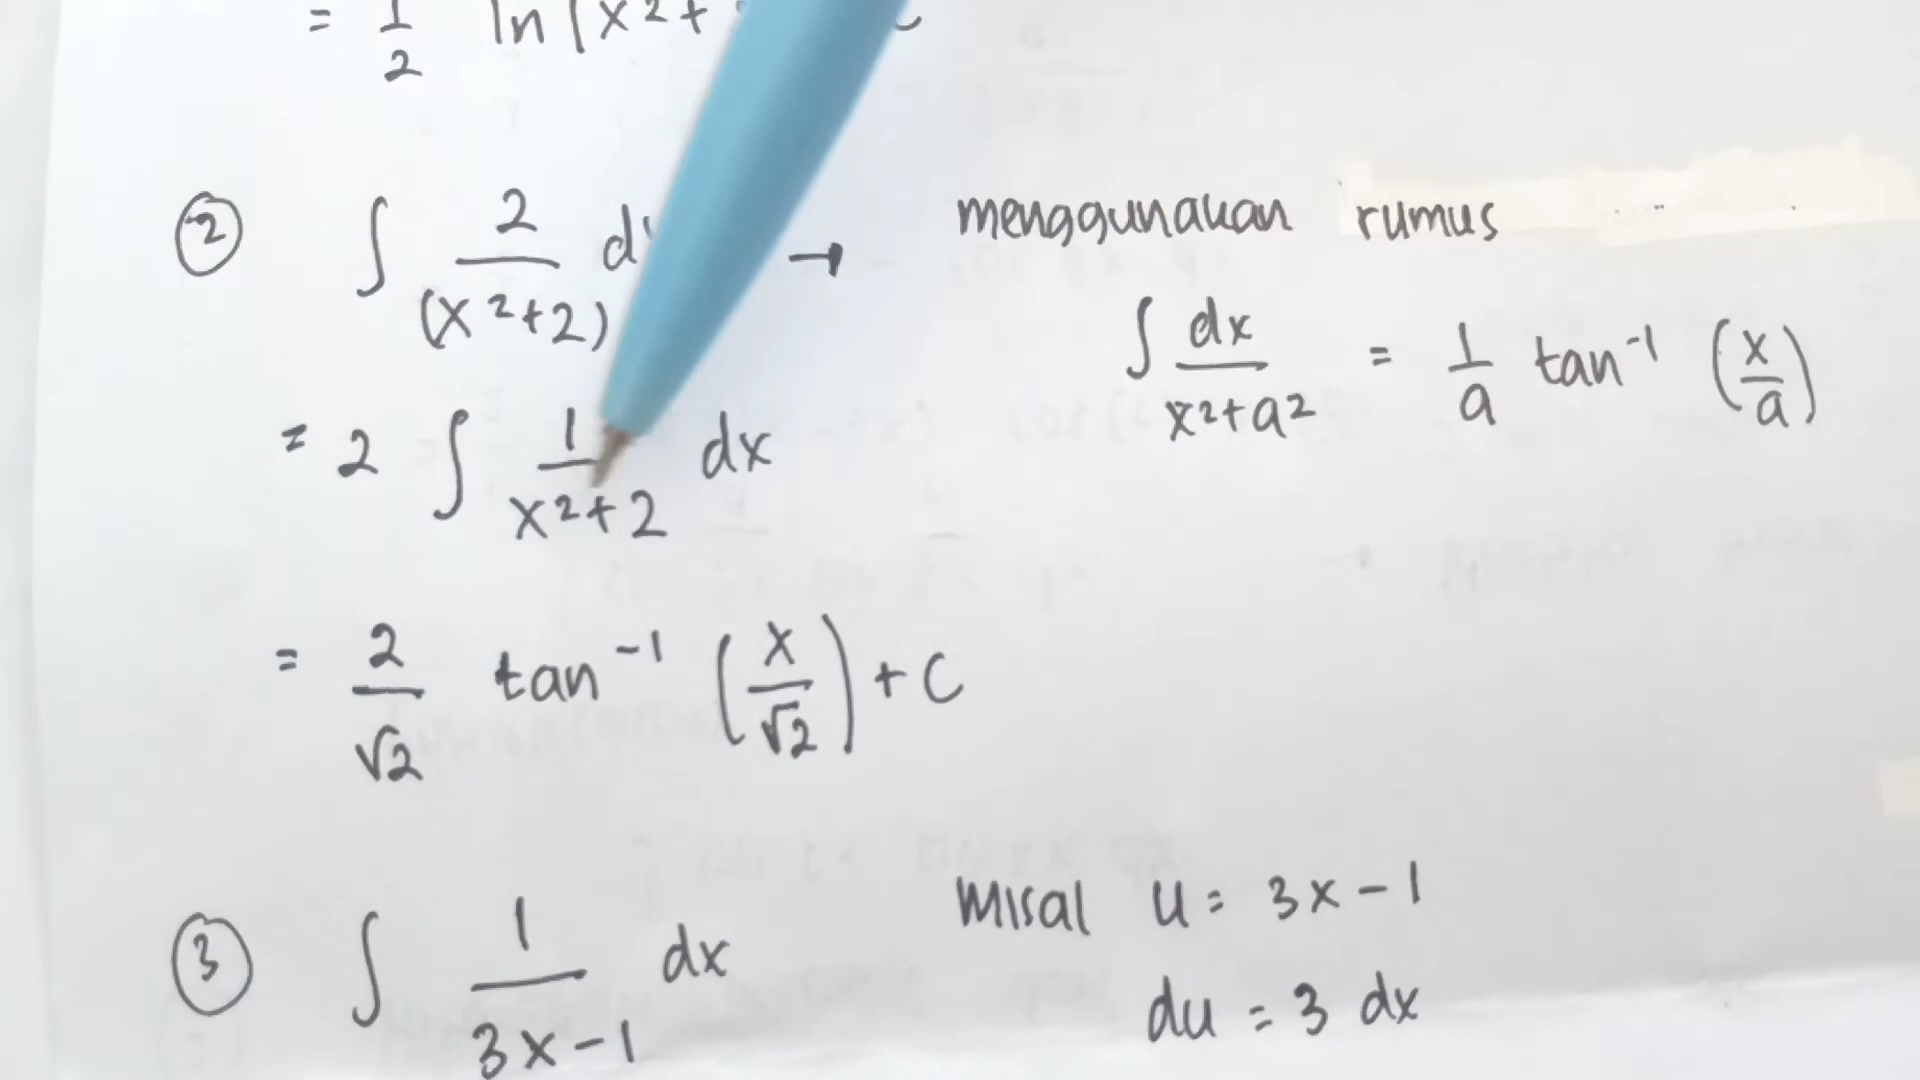 = 1/2 ln |x² +
② ∫ 2/(x²+2) d → menggunakan rumus
∫ dx/x²+a² = 1/a tan⁻¹ (x/a)
= 2 ∫ 1/x²+2 dx
= 2/√2 tan⁻¹ (x/√2) + C
③ ∫ 1/3x-1 dx
Misal u = 3x - 1
du = 3 dx